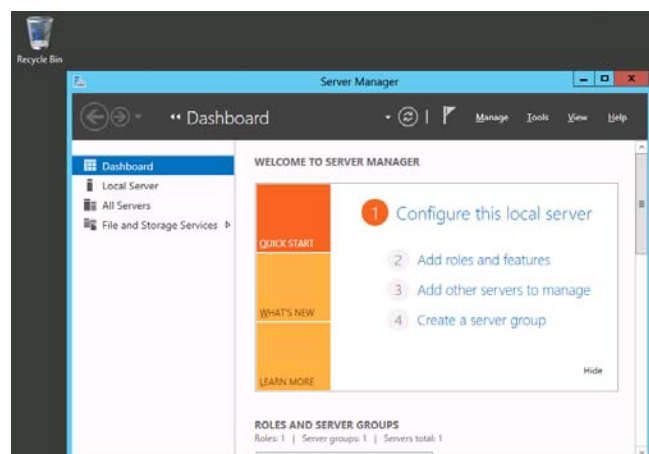 Recycle Bin
Server Manager
Dashboard
Manage Tools View Help
Dashboard
Local Server
All Servers
File and Storage Services
WELCOME TO SERVER MANAGER
QUICK START
WHAT'S NEW
LEARN MORE
1 Configure this local server
2 Add roles and features
3 Add other servers to manage
4 Create a server group
Hide
ROLES AND SERVER GROUPS
Roles: 1 | Server groups: 1 | Servers total: 1